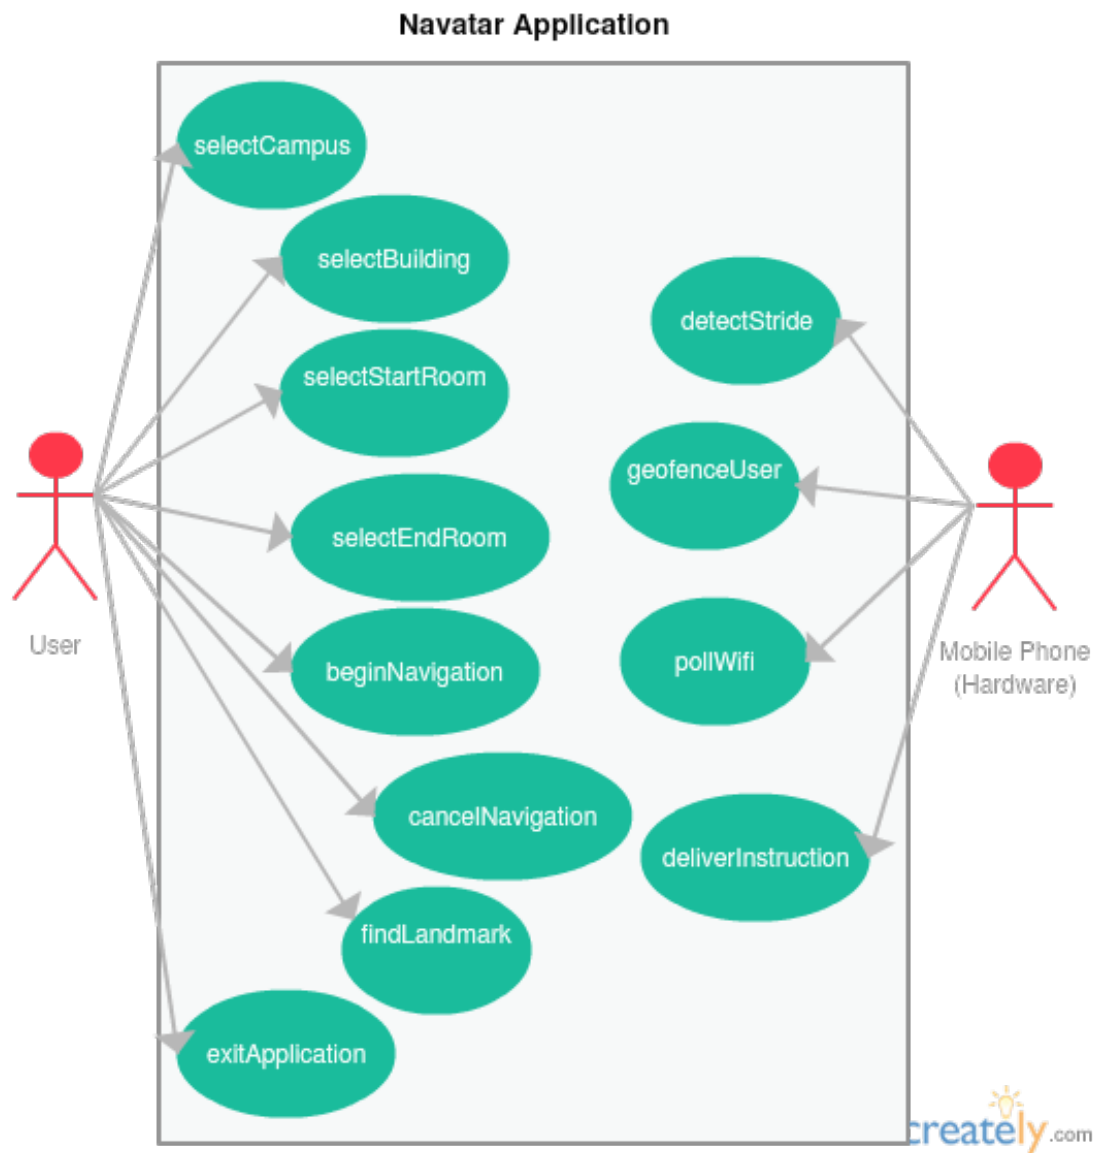 Navatar Application
selectCampus
selectBuilding
selectStartRoom
selectEndRoom
beginNavigation
cancelNavigation
findLandmark
exitApplication
detectStride
geofenceUser
pollWifi
deliverInstruction
User
Mobile Phone
(Hardware)
creately.com